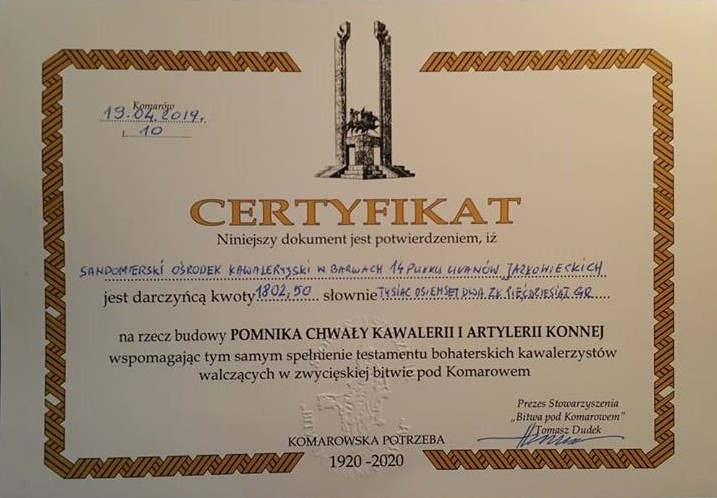 Komarów
19.04.2019r.
L 10
CERTYFIKAT
Niniejszy dokument jest potwierdzeniem, iż
SANDOMIERSKI OŚRODEK KAWALERYJSKI W BARWACH 14 PUŁKU UŁANÓW JAZŁOWIECKICH
jest darczyńcą kwoty 1802,50 słownie TYSIĄC OSIEMSET DWA ZŁ PIĘĆDZIESIĄT GR
na rzecz budowy POMNIKA CHWAŁY KAWALERII I ARTYLERII KONNEJ
wspomagając tym samym spełnienie testamentu bohaterskich kawalerzystów
walczących w zwycięskiej bitwie pod Komarowem
Prezes Stowarzyszenia
„Bitwa pod Komarowem"
Tomasz Dudek
KOMAROWSKA POTRZEBA
1920 -2020